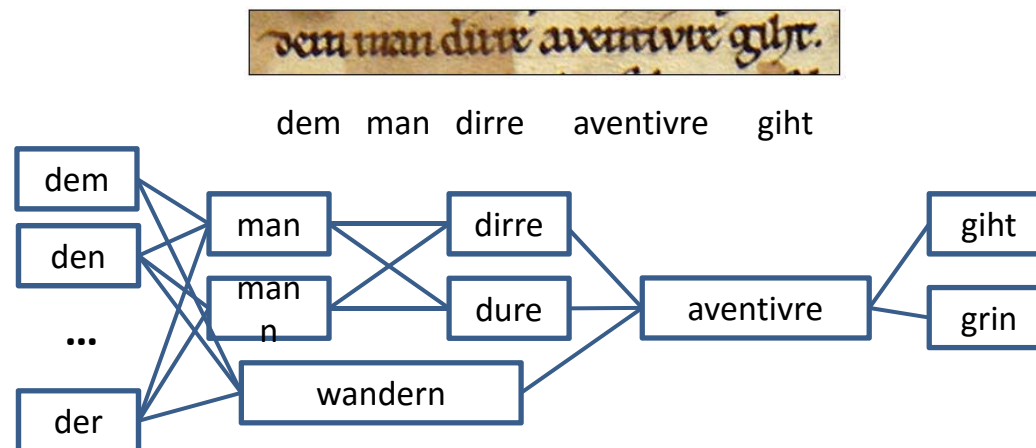 dem man dirre aventivre giht.
dem man dirre aventivre giht
dem
man
dirre
giht
den
man
n
dure
aventivre
grin
...
wandern
der